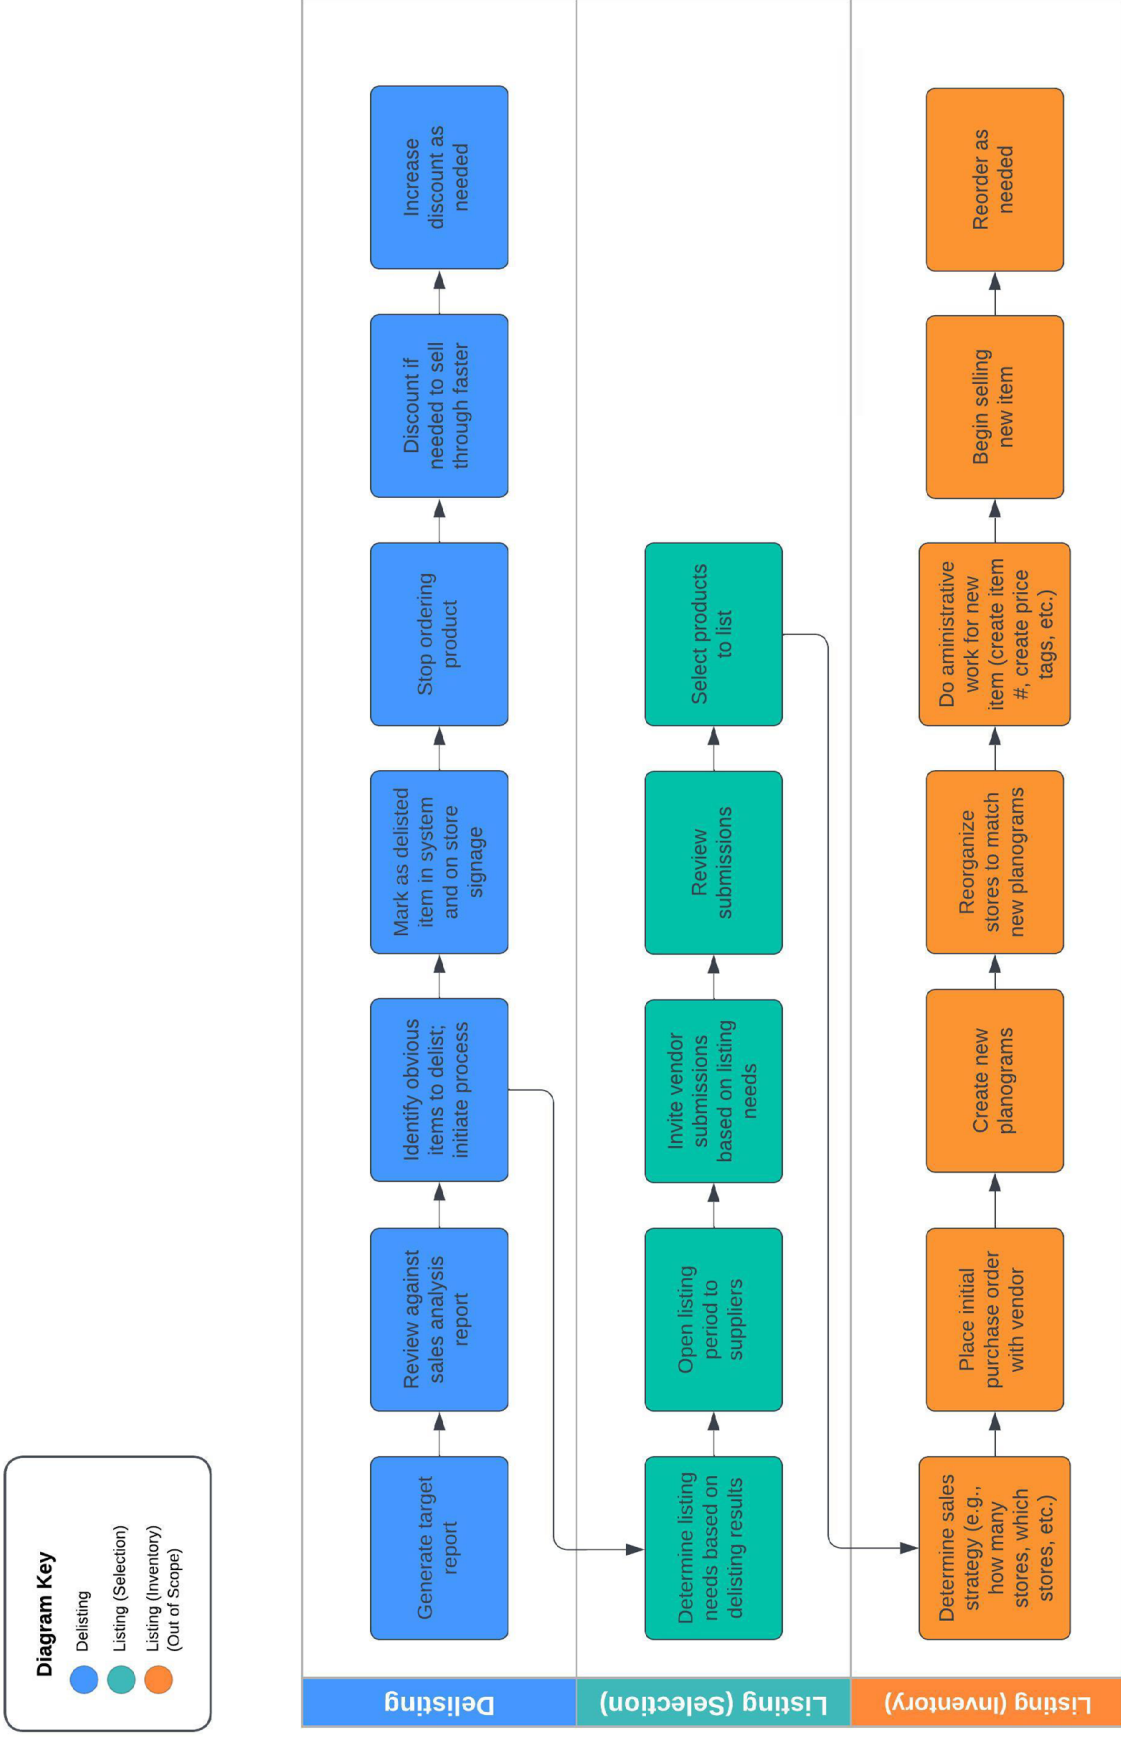 Diagram Key
Delisting
Listing (Selection)
Listing (Inventory)
(Out of Scope)
Delisting
Generate target
report
Review against
sales analysis
report
Identify obvious
items to delist;
initiate process
Mark as delisted
item in system
and on store
signage
Stop ordering
product
Discount if
needed to sell
through faster
Increase
discount as
needed
Listing (Selection)
Determine listing
needs based on
delisting results
Open listing
period to
suppliers
Invite vendor
submissions
based on listing
needs
Review
submissions
Select products
to list
Listing (Inventory)
Determine sales
strategy (e.g.,
how many
stores, which
stores, etc.)
Place initial
purchase order
with vendor
Create new
planograms
Reorganize
stores to match
new planograms
Do aministrative
work for new
item (create item
#, create price
tags, etc.)
Begin selling
new item
Reorder as
needed